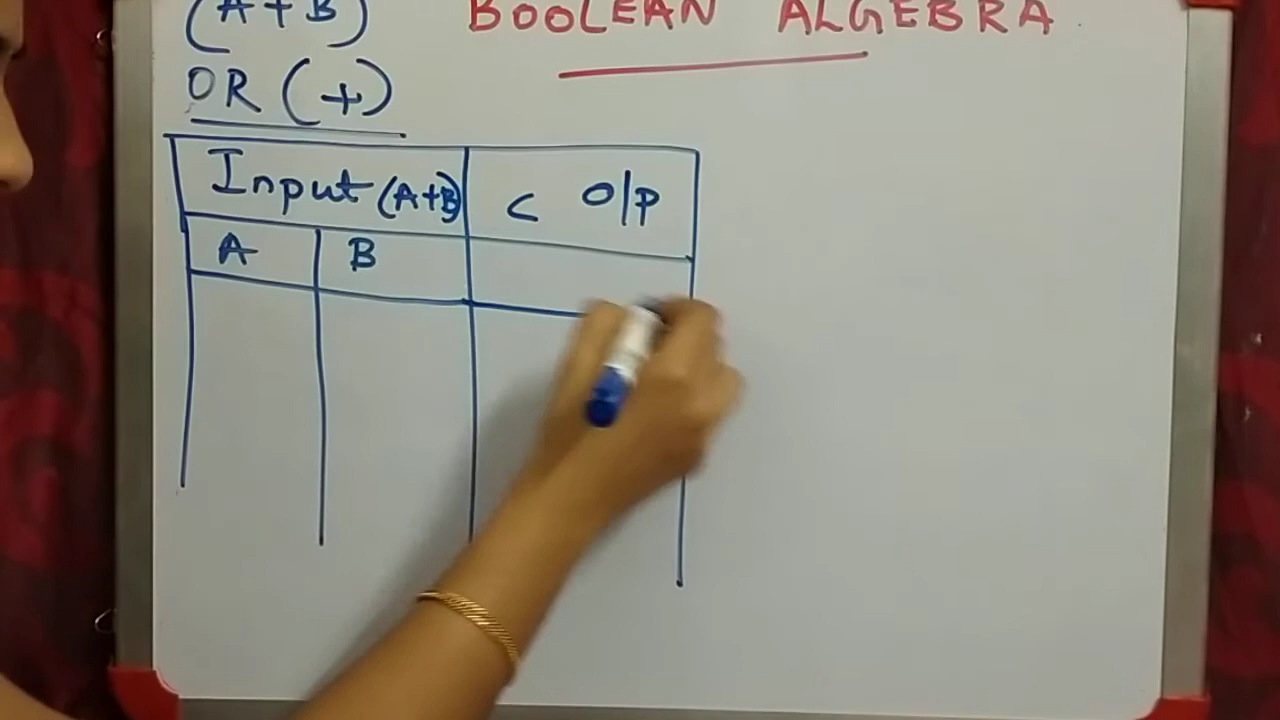 (A+B)
BOOLEAN ALGEBRA
OR (+)
Input (A+B) C O/P
A B